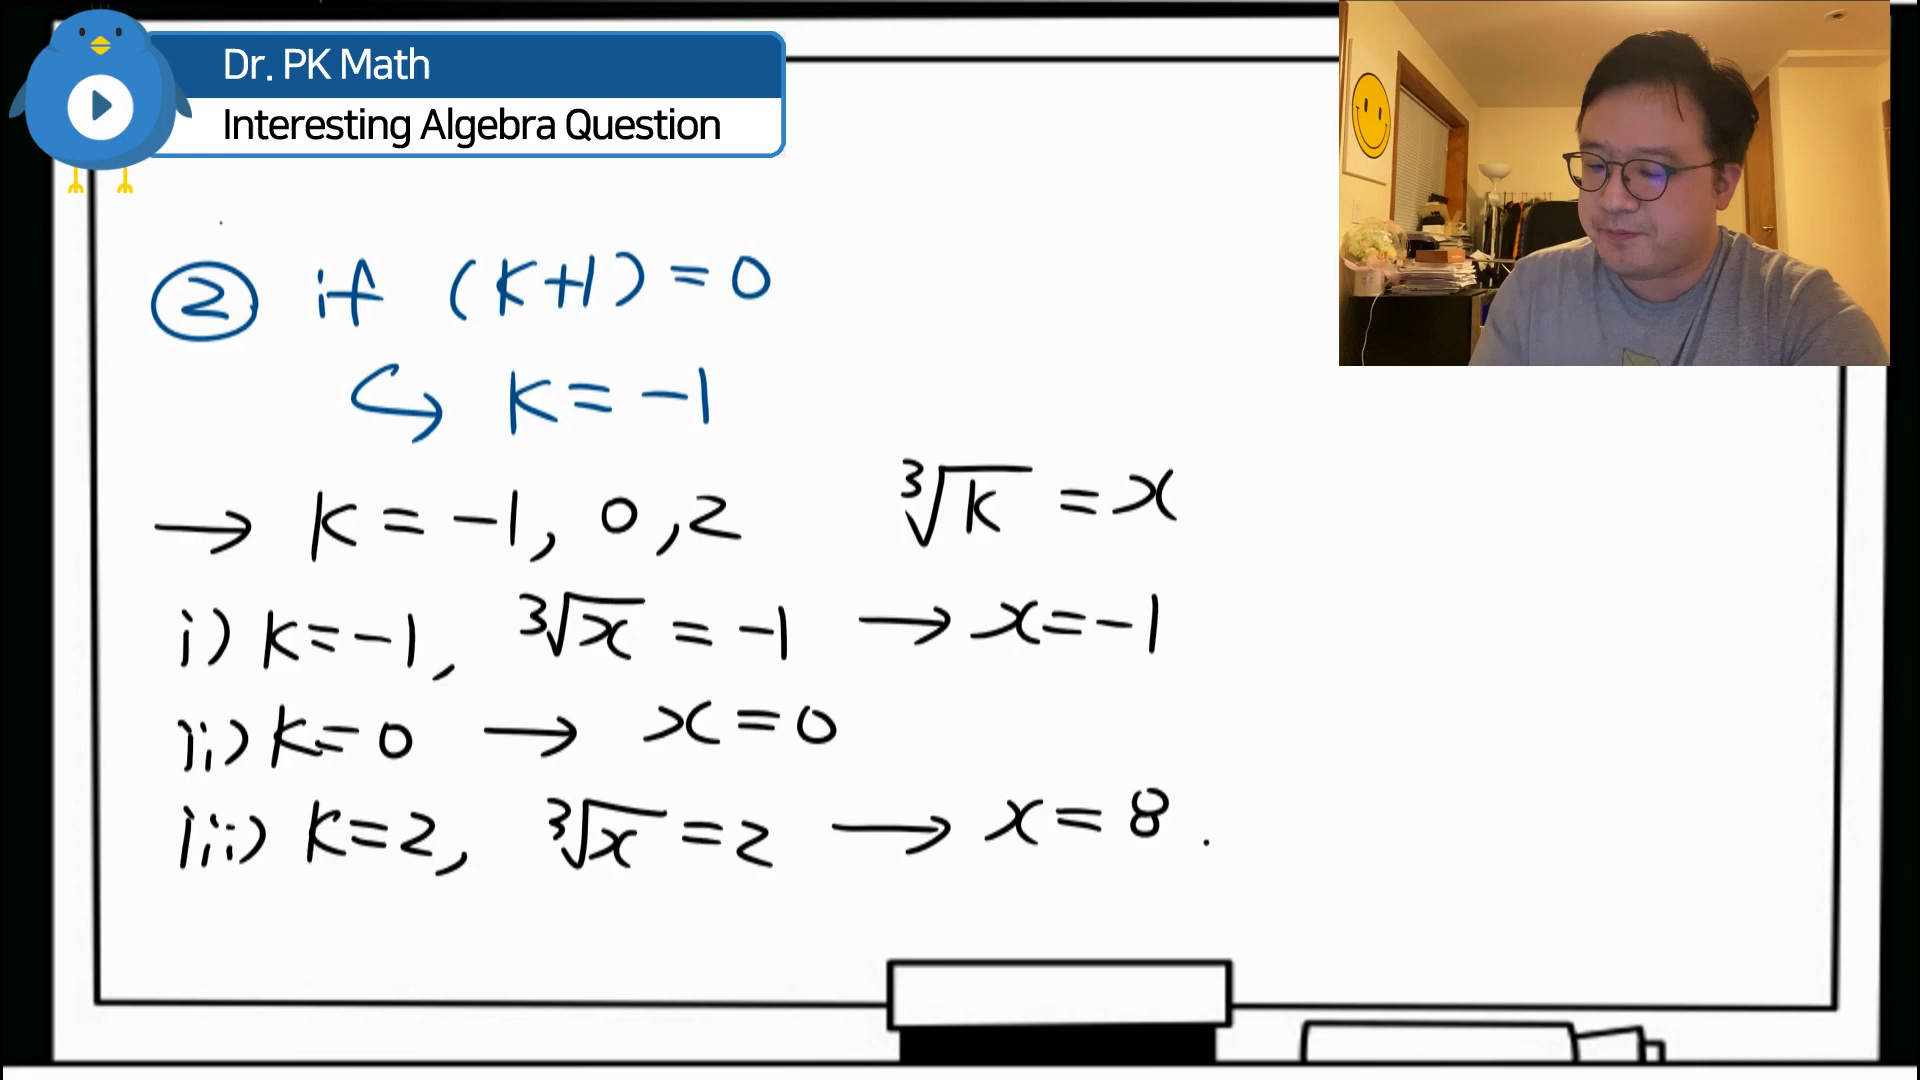 Dr. PK Math
Interesting Algebra Question
② if (k+1) = 0
↪ k = -1
→ k = -1, 0, 2 ∛k = x
i) k = -1, ∛x = -1 → x = -1
ii) k = 0 → x = 0
iii) k = 2, ∛x = 2 → x = 8 .